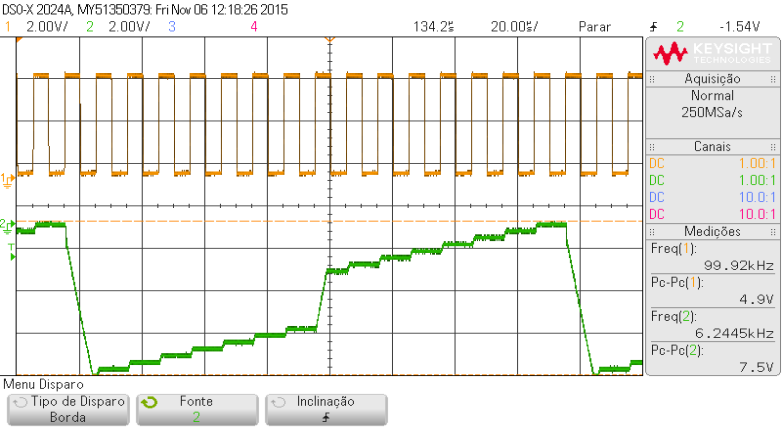 DSO-X 2024A, MY51350379: Fri Nov 06 12:18:26 2015
1 2.00V/ 2 2.00V/ 3 4 134.2s 20.00s/ Parar 2 -1.54V
KEYSIGHT
TECHNOLOGIES
Aquisição
Normal
250MSa/s
Canais
DC 1.00:1
DC 1.00:1
DC 10.0:1
DC 10.0:1
Medições
Freq(1):
99.92kHz
Pc-Pc(1):
4.9V
Freq(2):
6.2445kHz
Pc-Pc(2):
7.5V
1
2
T
Menu Disparo
Tipo de Disparo
Borda
Fonte
2
Inclinação